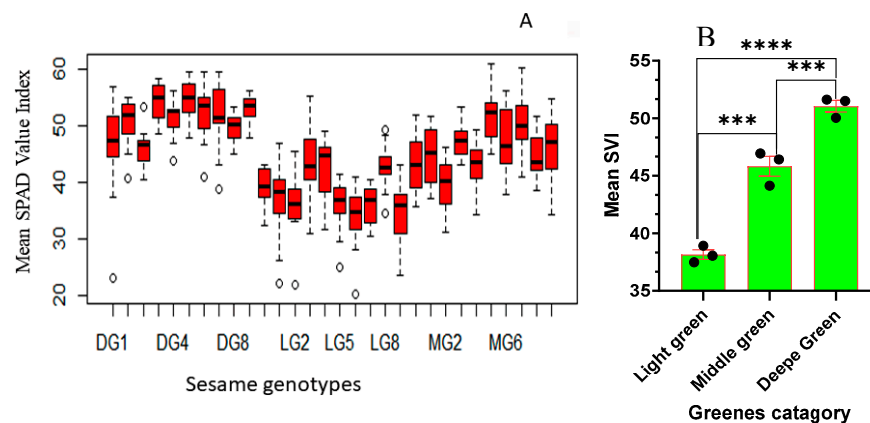 A
Mean SPAD Value Index
60
50
40
30
20
DG1 DG4 DG8 LG2 LG5 LG8 MG2 MG6
Sesame genotypes
B
****
***
***
Mean SVI
55
50
45
40
35
Light green
Middle green
Deepe Green
Greenes catagory